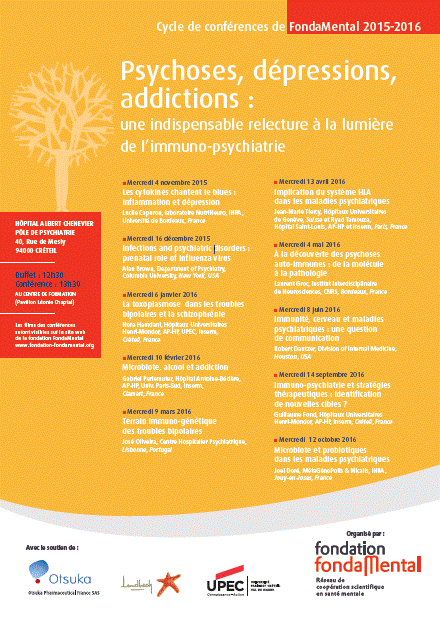 Cycle de conférences de FondaMental 2015-2016
Psychoses, dépressions,
addictions :
une indispensable relecture à la lumière
de l'immuno-psychiatrie
HÔPITAL ALBERT CHENEVIER
PÔLE DE PSYCHIATRIE
40, Rue de Mesly
94000 CRÉTEIL
Buffet : 12h30
Conférence : 13h30
AU CENTRE DE FORMATION
(Pavillon Léonie Chaptal)
Les films des conférences
seront visibles sur le site web
de la fondation FondaMental
www.fondation-fondamental.org
Mercredi 4 novembre 2015
Les cytokines chantent le blues :
inflammation et dépression
Lucile Capuron, Laboratoire NutriNeuro, INRA,
Université de Bordeaux, France
Mercredi 16 décembre 2015
Infections and psychiatric disorders :
prenatal role of influenza virus
Alan Brown, Department of Psychiatry,
Columbia University, New York, USA
Mercredi 6 janvier 2016
La toxoplasmose dans les troubles
bipolaires et la schizophrénie
Nora Hamdani, Hôpitaux Universitaires
Henri-Mondor, AP-HP, UPEC, Inserm,
Créteil, France
Mercredi 10 février 2016
Microbiote, alcool et addiction
Gabriel Perlemuter, Hôpital Antoine-Béclère,
AP-HP, Univ. Paris-Sud, Inserm,
Clamart, France
Mercredi 9 mars 2016
Terrain immuno-génétique
des troubles bipolaires
José Oliveira, Centre Hospitalier Psychiatrique,
Lisbonne, Portugal
Mercredi 13 avril 2016
Implication du système HLA
dans les maladies psychiatriques
Jean-Marie Tiercy, Hôpitaux Universitaires
de Genève, Suisse et Ryad Tamouza,
Hôpital Saint-Louis, AP-HP et Inserm, Paris, France
Mercredi 4 mai 2016
À la découverte des psychoses
auto-immunes : de la molécule
à la pathologie
Laurent Groc, Institut Interdisciplinaire
de Neurosciences, CNRS, Bordeaux, France
Mercredi 8 juin 2016
Immunité, cerveau et maladies
psychiatriques : une question
de communication
Robert Dantzer, Division of Internal Medicine,
Houston, USA
Mercredi 14 septembre 2016
Immuno-psychiatrie et stratégies
thérapeutiques : identification
de nouvelles cibles ?
Guillaume Fond, Hôpitaux Universitaires
Henri-Mondor, AP-HP, Inserm, Créteil, France
Mercredi 12 octobre 2016
Microbiote et probiotiques
dans les maladies psychiatriques
Joël Doré, MétaGénoPolis & Micalis, INRA,
Jouy-en-Josas, France
Avec le soutien de :
Otsuka
Otsuka Pharmaceutical France SAS
Lundbeck
UPEC
Connaissance - Action
UNIVERSITÉ
PARIS-EST CRÉTEIL
VAL DE MARNE
Organisé par :
fondation
fondaMental
Réseau de
coopération scientifique
en santé mentale